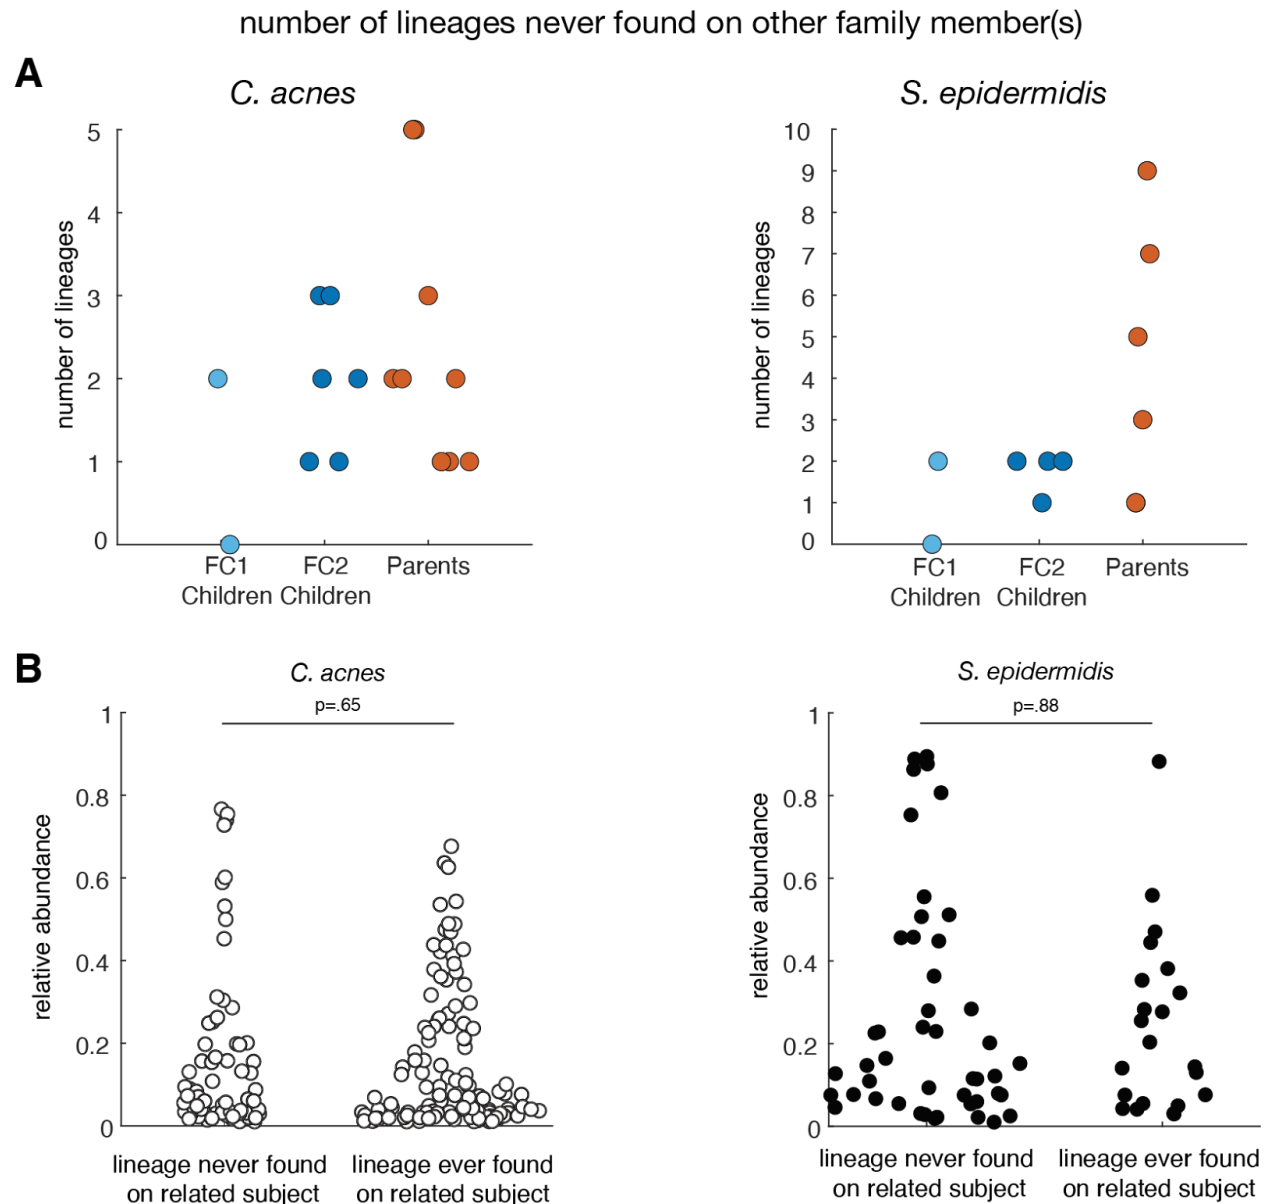 number of lineages never found on other family member(s)
A
C. acnes
S. epidermidis
number of lineages
5
4
3
2
1
0
FC1 Children
FC2 Children
Parents
number of lineages
10
9
8
7
6
5
4
3
2
1
0
FC1 Children
FC2 Children
Parents
B
C. acnes
p=.65
relative abundance
1
0.8
0.6
0.4
0.2
0
lineage never found
on related subject
lineage ever found
on related subject
S. epidermidis
p=.88
relative abundance
1
0.8
0.6
0.4
0.2
0
lineage never found
on related subject
lineage ever found
on related subject